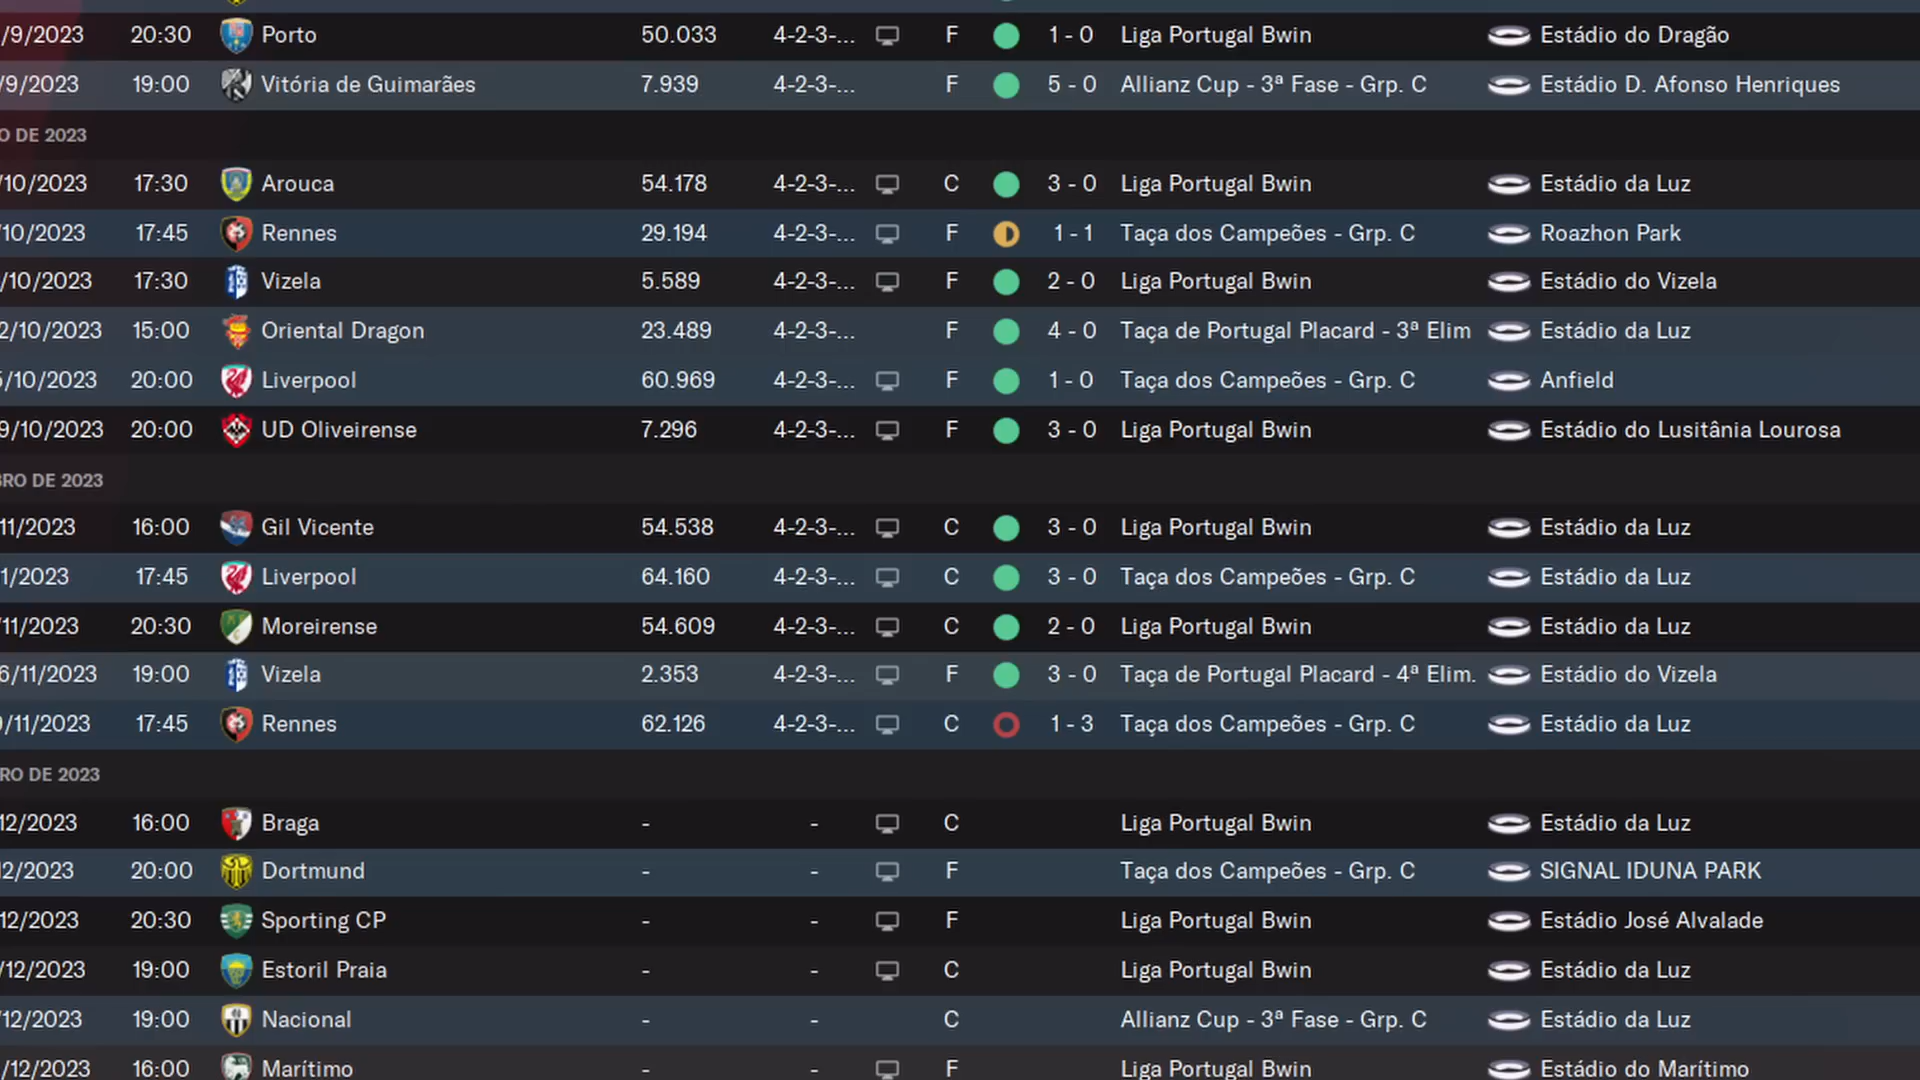 /9/2023 20:30 Porto 50.033 4-2-3-... F 1 - 0 Liga Portugal Bwin Estádio do Dragão
/9/2023 19:00 Vitória de Guimarães 7.939 4-2-3-... F 5 - 0 Allianz Cup - 3ª Fase - Grp. C Estádio D. Afonso Henriques
O DE 2023
/10/2023 17:30 Arouca 54.178 4-2-3-... C 3 - 0 Liga Portugal Bwin Estádio da Luz
/10/2023 17:45 Rennes 29.194 4-2-3-... F 1 - 1 Taça dos Campeões - Grp. C Roazhon Park
/10/2023 17:30 Vizela 5.589 4-2-3-... F 2 - 0 Liga Portugal Bwin Estádio do Vizela
2/10/2023 15:00 Oriental Dragon 23.489 4-2-3-... F 4 - 0 Taça de Portugal Placard - 3ª Elim Estádio da Luz
5/10/2023 20:00 Liverpool 60.969 4-2-3-... F 1 - 0 Taça dos Campeões - Grp. C Anfield
9/10/2023 20:00 UD Oliveirense 7.296 4-2-3-... F 3 - 0 Liga Portugal Bwin Estádio do Lusitânia Lourosa
BRO DE 2023
11/2023 16:00 Gil Vicente 54.538 4-2-3-... C 3 - 0 Liga Portugal Bwin Estádio da Luz
1/2023 17:45 Liverpool 64.160 4-2-3-... C 3 - 0 Taça dos Campeões - Grp. C Estádio da Luz
/11/2023 20:30 Moreirense 54.609 4-2-3-... C 2 - 0 Liga Portugal Bwin Estádio da Luz
6/11/2023 19:00 Vizela 2.353 4-2-3-... F 3 - 0 Taça de Portugal Placard - 4ª Elim. Estádio do Vizela
9/11/2023 17:45 Rennes 62.126 4-2-3-... C 1 - 3 Taça dos Campeões - Grp. C Estádio da Luz
RO DE 2023
12/2023 16:00 Braga - - C Liga Portugal Bwin Estádio da Luz
12/2023 20:00 Dortmund - - F Taça dos Campeões - Grp. C SIGNAL IDUNA PARK
12/2023 20:30 Sporting CP - - F Liga Portugal Bwin Estádio José Alvalade
/12/2023 19:00 Estoril Praia - - C Liga Portugal Bwin Estádio da Luz
/12/2023 19:00 Nacional - - C Allianz Cup - 3ª Fase - Grp. C Estádio da Luz
/12/2023 16:00 Marítimo - - F Liga Portugal Bwin Estádio do Marítimo